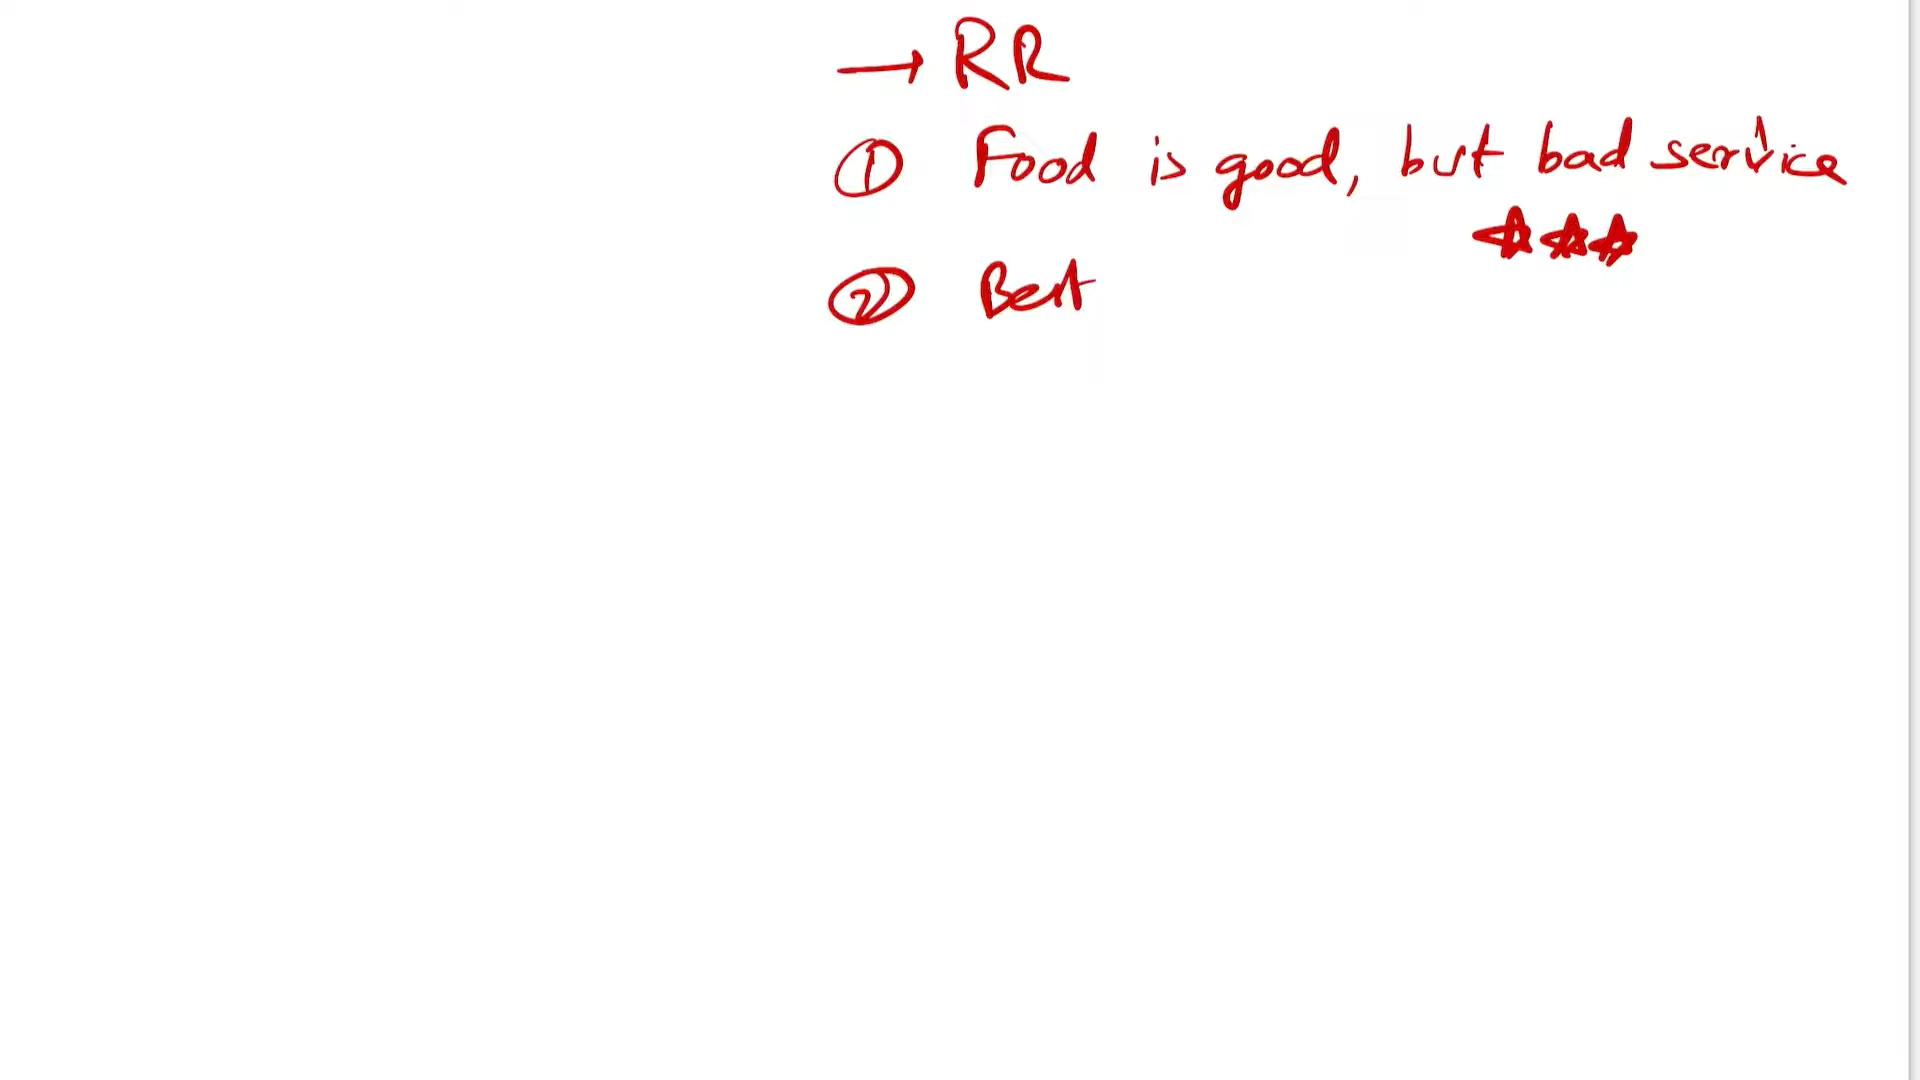 → RR
① Food is good, but bad service
★★★
② Best